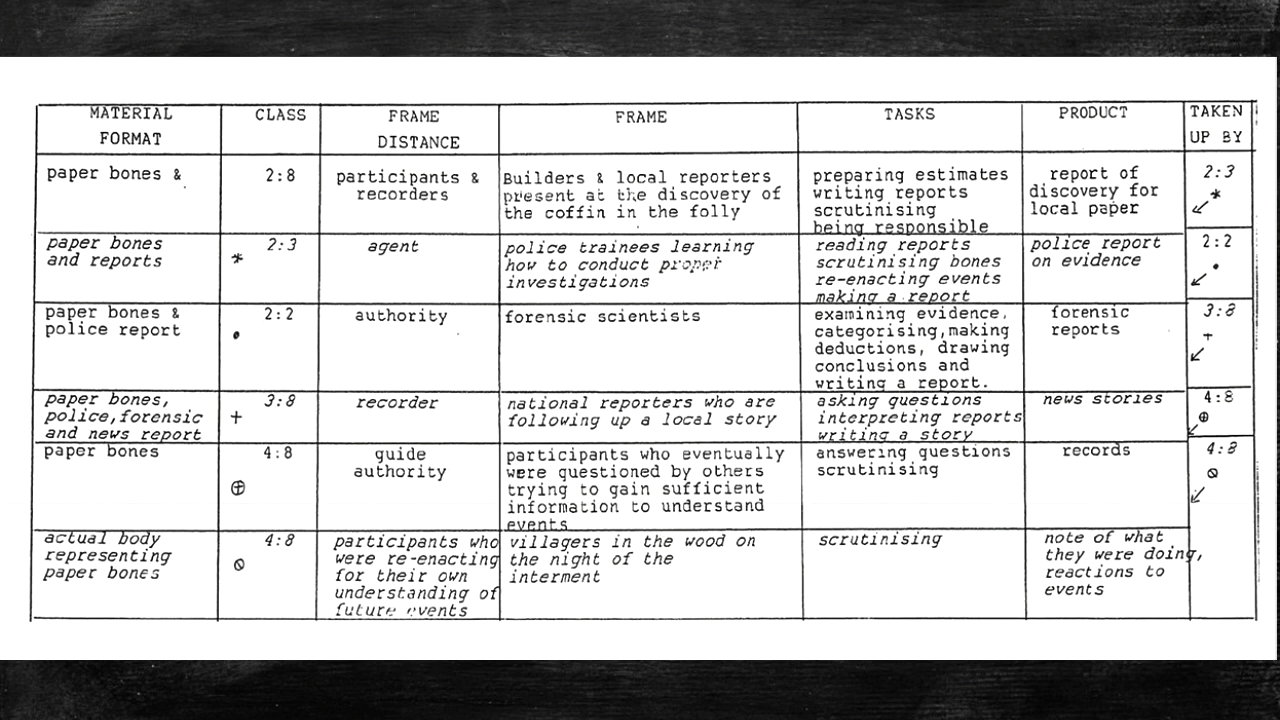 MATERIAL
FORMAT
CLASS
FRAME
DISTANCE
FRAME
TASKS
PRODUCT
TAKEN
UP BY
paper bones &
2:8
participants &
recorders
Builders & local reporters
present at the discovery of
the coffin in the folly
preparing estimates
writing reports
scrutinising
being responsible
report of
discovery for
local paper
2:3
*
paper bones
and reports
*
2:3
agent
police trainees learning
how to conduct proper
investigations
reading reports
scrutinising bones
re-enacting events
making a report
police report
on evidence
2:2
•
paper bones &
police report
•
2:2
authority
forensic scientists
examining evidence,
categorising,making
deductions, drawing
conclusions and
writing a report.
forensic
reports
3:8
+
paper bones,
police,forensic
and news report
+
3:8
recorder
national reporters who are
following up a local story
asking questions
interpreting reports
writing a story
news stories
4:8
⊕
paper bones
⊕
4:8
guide
authority
participants who eventually
were questioned by others
trying to gain sufficient
information to understand
events
answering questions
scrutinising
records
4:8
⦸
actual body
representing
paper bones
⦸
4:8
participants who
were re-enacting
for their own
understanding of
future events
villagers in the wood on
the night of the
interment
scrutinising
note of what
they were doing,
reactions to
events